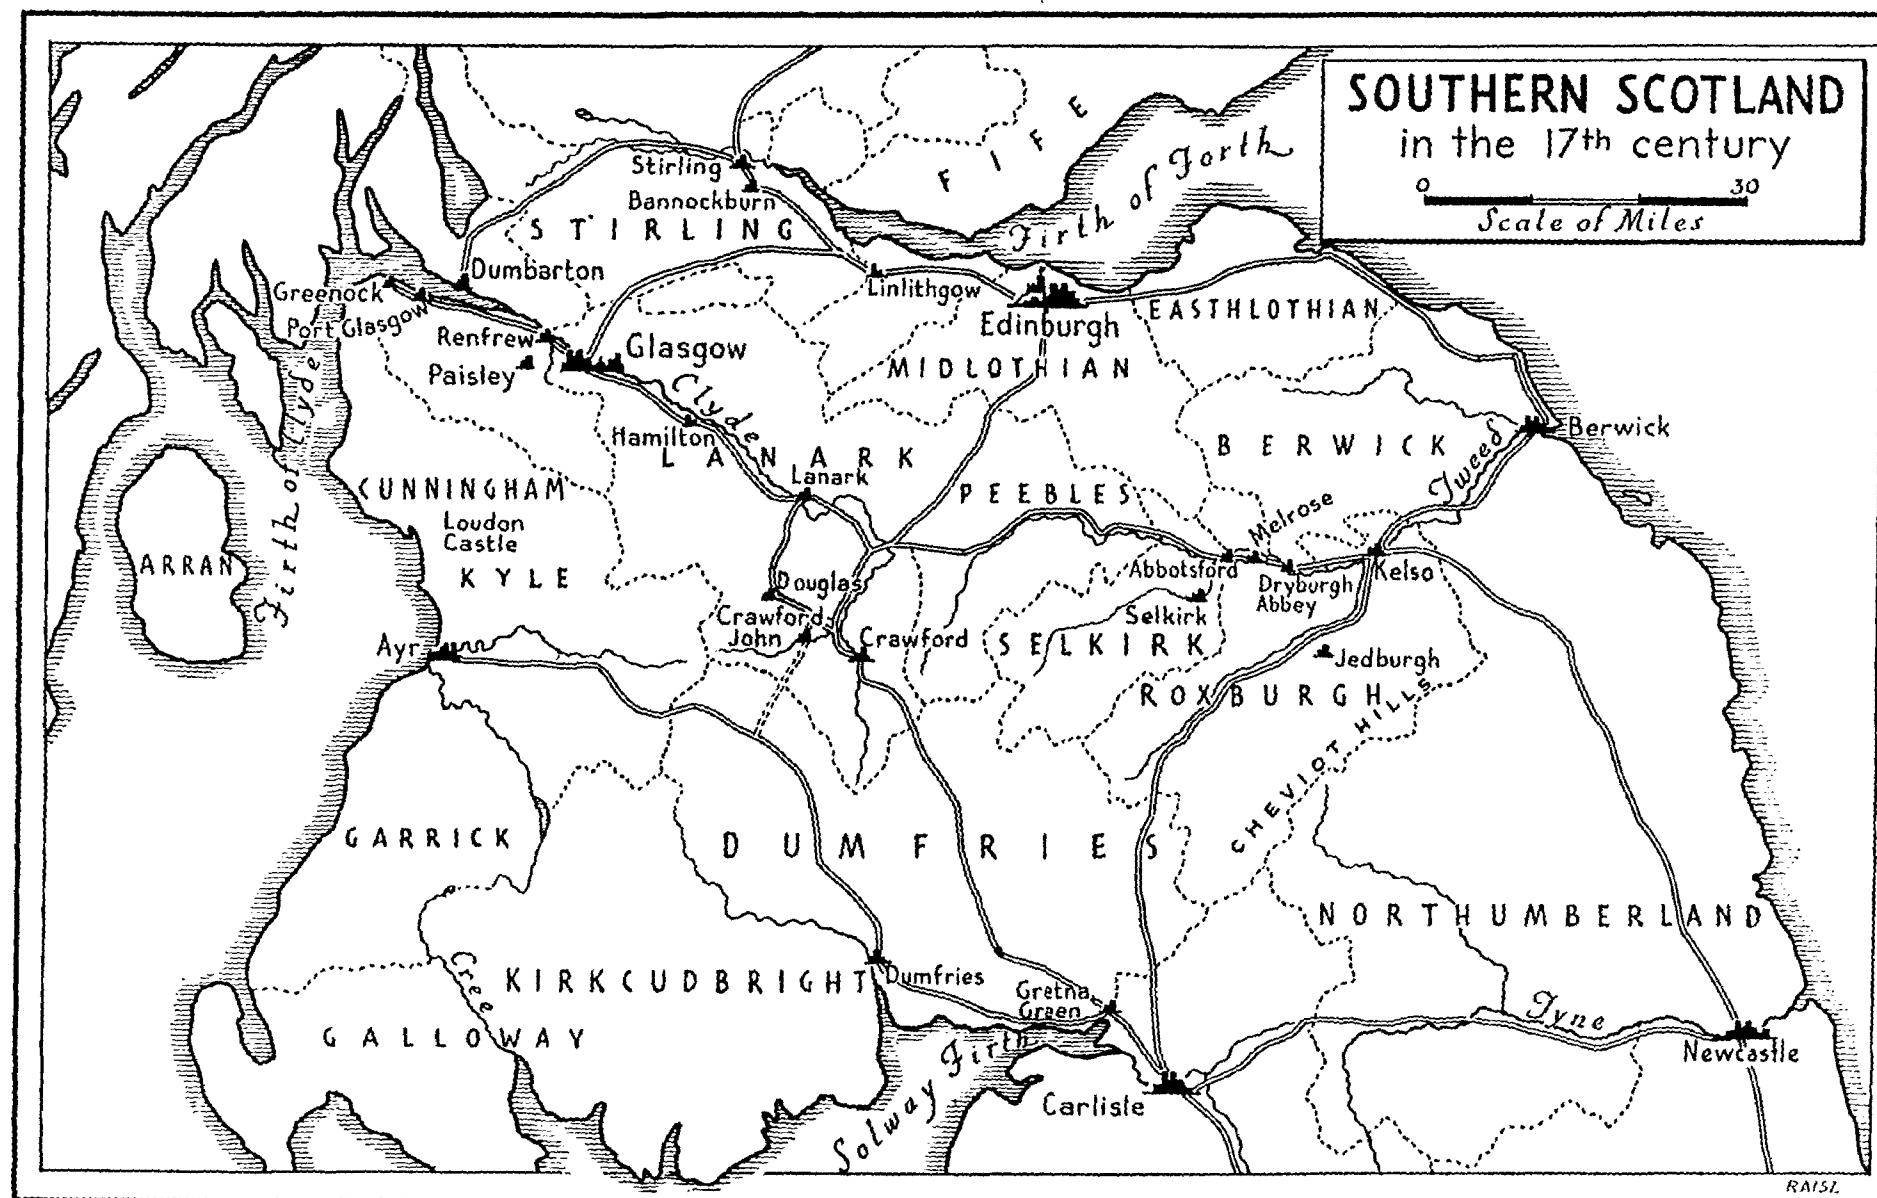 SOUTHERN SCOTLAND
in the 17th century
0 30
Scale of Miles
FIFE
Firth of Forth
Stirling
Bannockburn
STIRLING
Dumbarton
Greenock
Port Glasgow
Renfrew
Paisley
Glasgow
Linlithgow
Edinburgh
EASTHLOTHIAN
MIDLOTHIAN
Clyde
Hamilton
LANARK
Lanark
Firth of Clyde
CUNNINGHAM
Loudon
Castle
KYLE
ARRAN
PEEBLES
BERWICK
Berwick
Tweed
Melrose
Abbotsford
Dryburgh
Abbey
Kelso
Douglas
Crawford
John
Crawford
Selkirk
SELKIRK
Jedburgh
ROXBURGH
CHEVIOT HILLS
Ayr
GARRICK
DUMFRIES
NORTHUMBERLAND
Cree
KIRKCUDBRIGHT
Dumfries
Gretna
Green
GALLOWAY
Solway Firth
Carlisle
Tyne
Newcastle
RAISZ